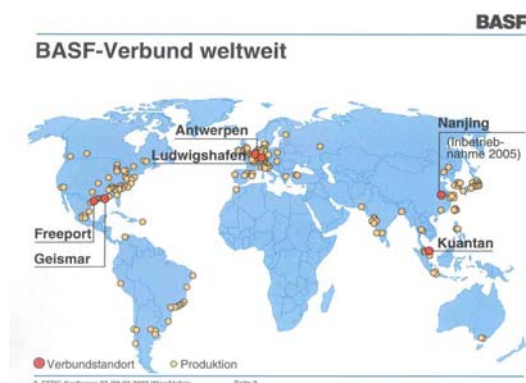 BASF
BASF-Verbund weltweit
Antwerpen
Ludwigshafen
Nanjing
(Inbetrieb-
nahme 2005)
Freeport
Geismar
Kuantan
Verbundstandort
Produktion